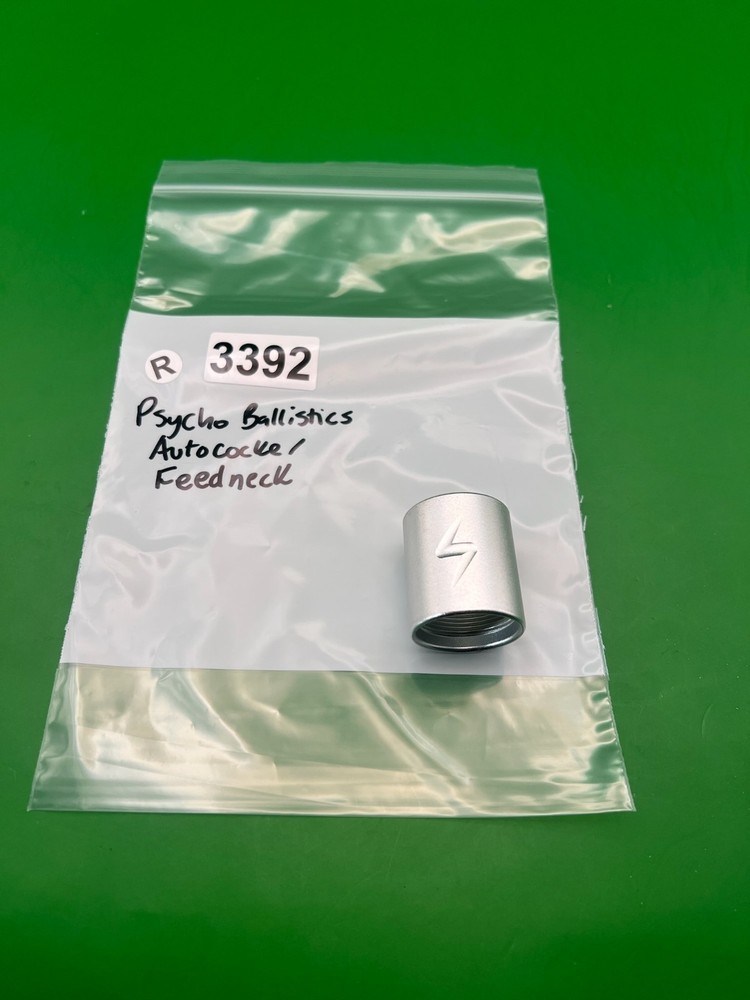 R 3392
Psycho Ballistics
Autococker
Feedneck